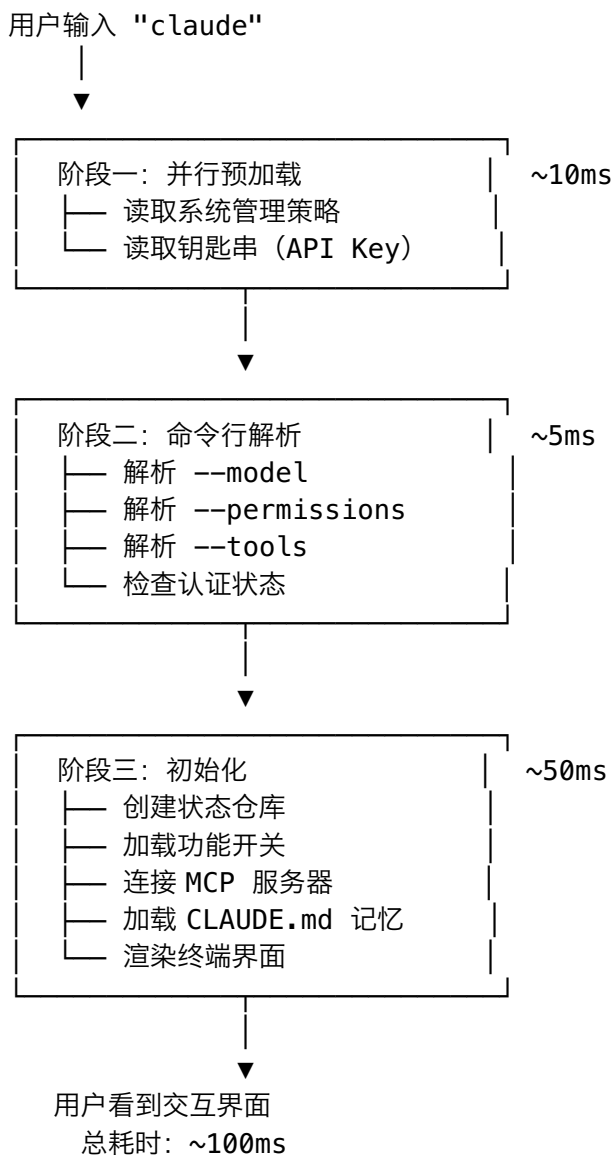 用户输入 "claude"
阶段一: 并行预加载 ~10ms
读取系统管理策略
读取钥匙串（API Key）
阶段二: 命令行解析 ~5ms
解析 --model
解析 --permissions
解析 --tools
检查认证状态
阶段三: 初始化 ~50ms
创建状态仓库
加载功能开关
连接 MCP 服务器
加载 CLAUDE.md 记忆
渲染终端界面
用户看到交互界面
总耗时: ~100ms